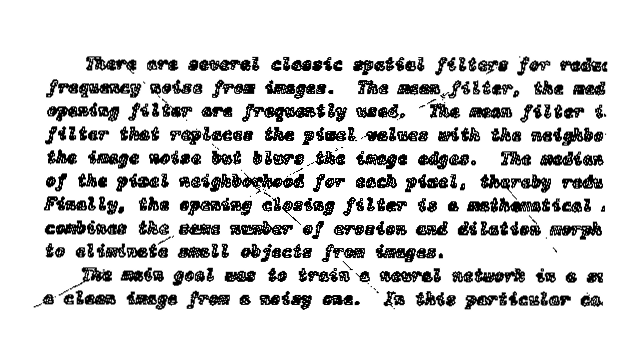 There are several classic spatial filters for reduc
frequency noise from images. The mean filter, the med
opening filter are frequently used. The mean filter i
filter that replaces the pixel values with the neighbo
the image noise but blurs the image edges. The median
of the pixel neighborhood for each pixel, thereby redu
Finally, the opening closing filter is a mathematical
combines the same number of erosion and dilation morph
to eliminate small objects from images.
The main goal was to train a neural network in a su
a clean image from a noisy one. In this particular ca